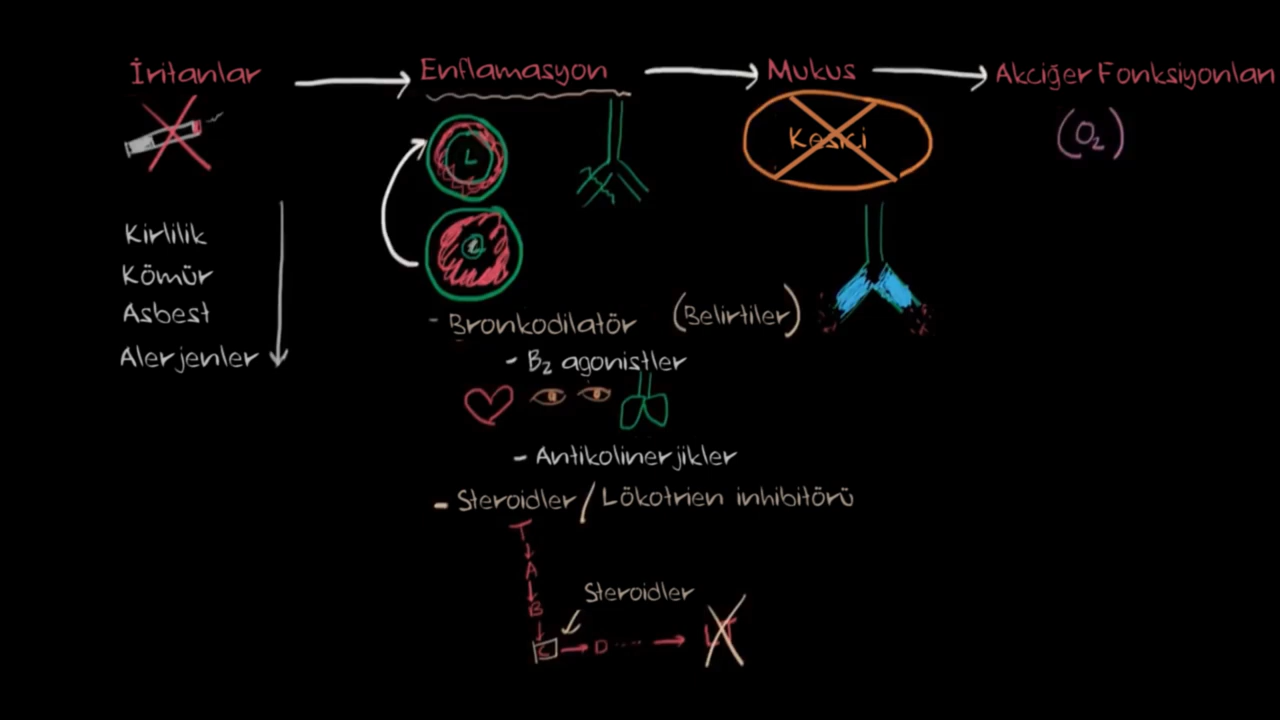 İritanlar → Enflamasyon → Mukus → Akciğer Fonksiyonları
Kesici
(O₂)
L
Kirlilik
Kömür
Asbest
Alerjenler
- Bronkodilatör (Belirtiler)
- B₂ agonistler
- Antikolinerjikler
- Steroidler / Lökotrien inhibitörü
T
A
B
Steroidler
C → D ..... → LT